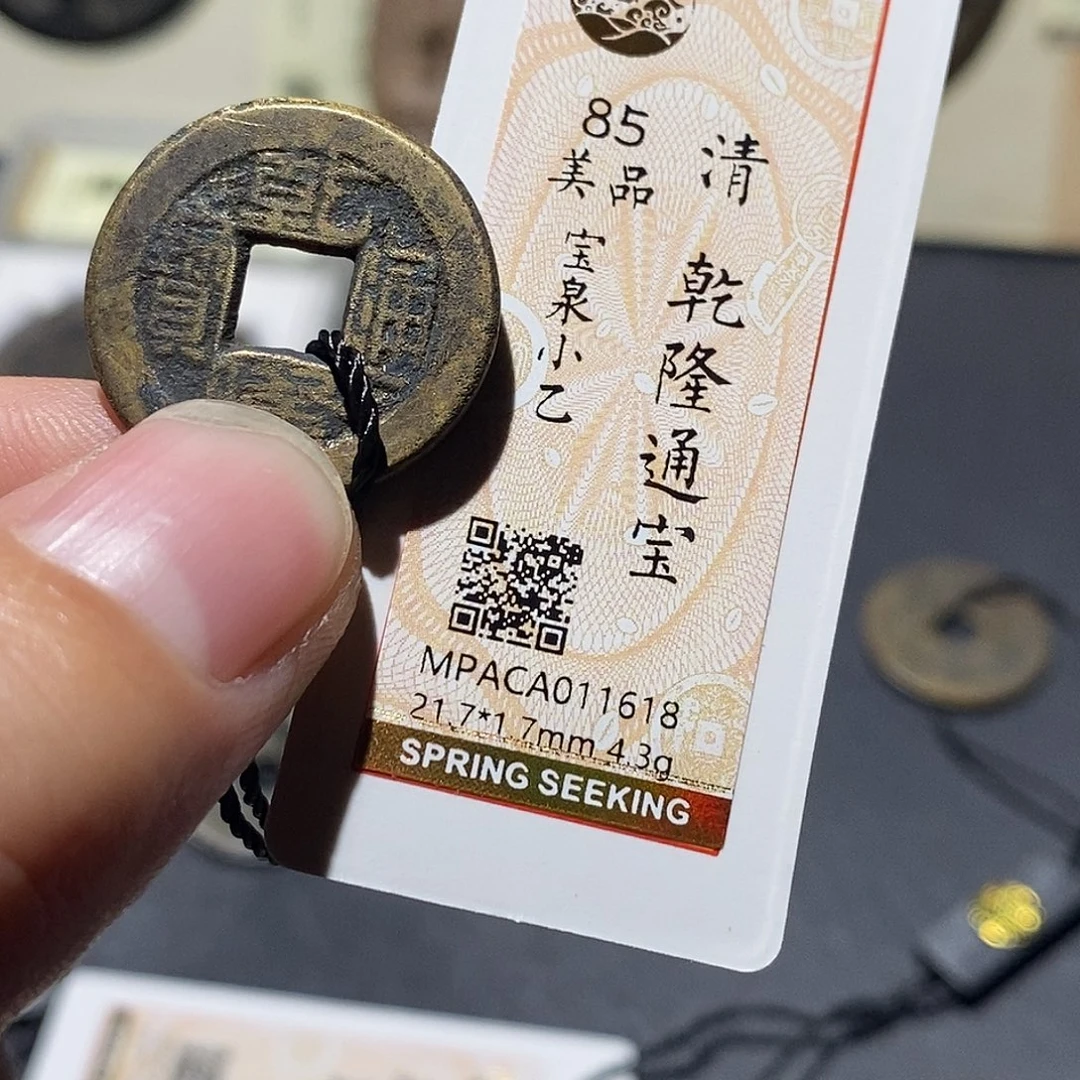 清
乾隆通宝
85
美品
宝泉小乙
MPACA011618
21.7*1.7mm 4.3g
SPRING SEEKING